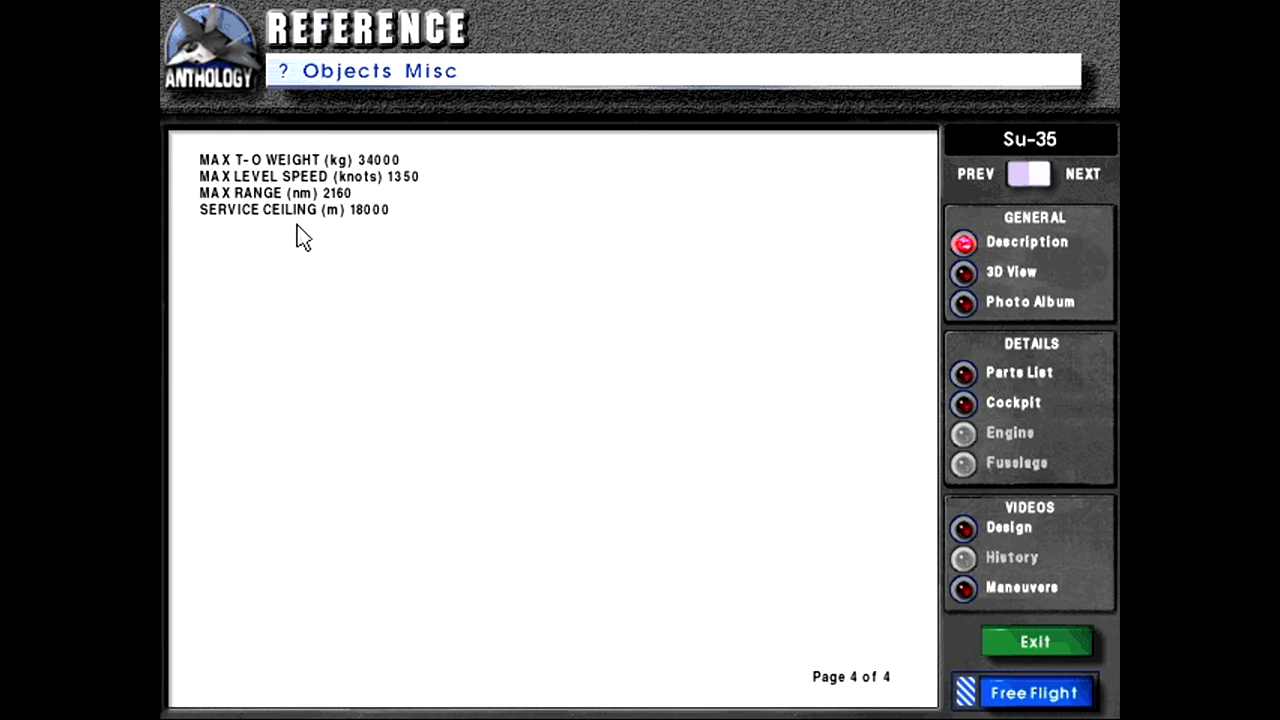 REFERENCE
ANTHOLOGY
? Objects Misc
MAX T-O WEIGHT (kg) 34000
MAX LEVEL SPEED (knots) 1350
MAX RANGE (nm) 2160
SERVICE CEILING (m) 18000
Page 4 of 4
Su-35
PREV NEXT
GENERAL
Description
3D View
Photo Album
DETAILS
Parts List
Cockpit
Engine
Fuselage
VIDEOS
Design
History
Maneuvers
Exit
Free Flight